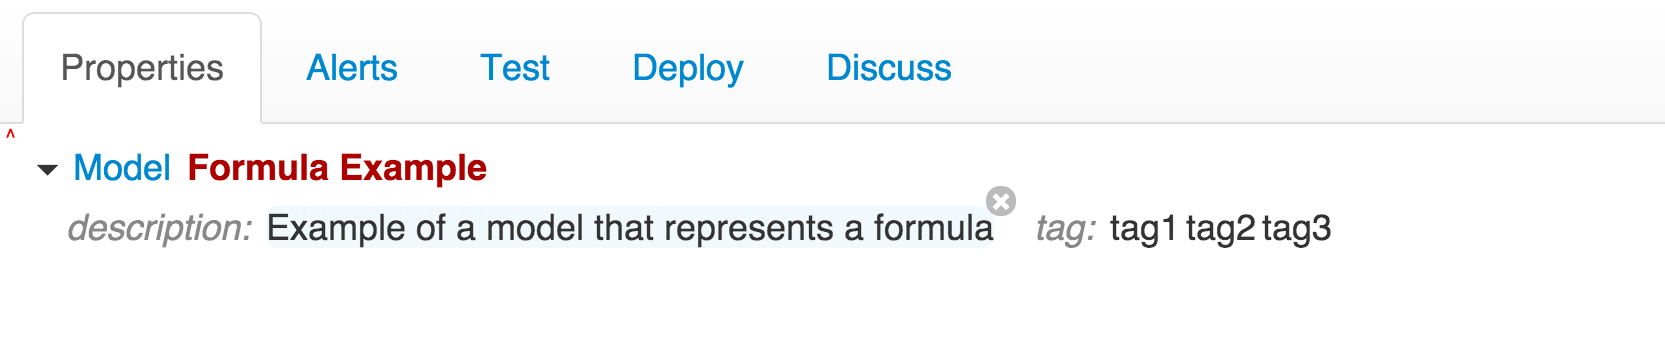 Properties Alerts Test Deploy Discuss
^
Model Formula Example
description: Example of a model that represents a formula tag: tag1 tag2 tag3